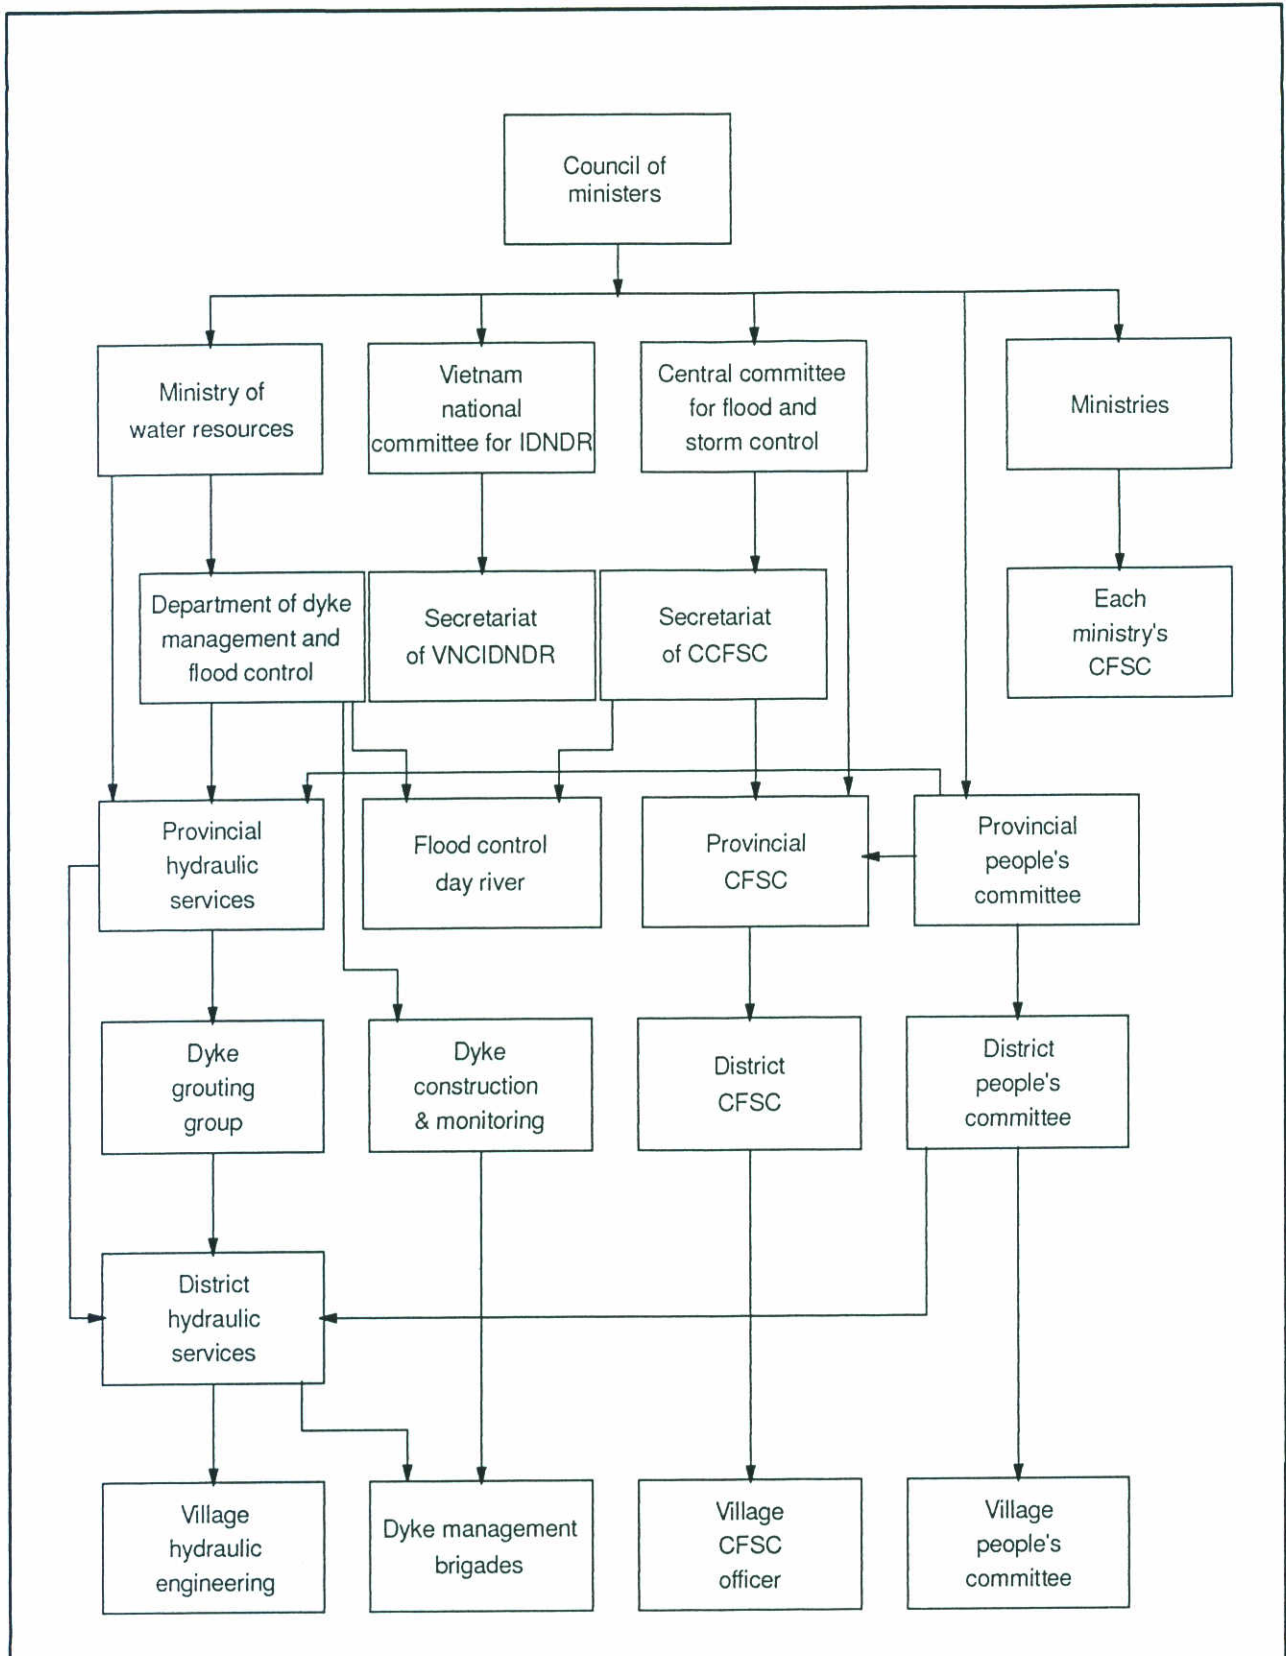 Council of
ministers
Ministry of
water resources
Vietnam
national
committee for IDNDR
Central committee
for flood and
storm control
Ministries
Department of dyke
management and
flood control
Secretariat
of VNCIDNDR
Secretariat
of CCFSC
Each
ministry's
CFSC
Provincial
hydraulic
services
Flood control
day river
Provincial
CFSC
Provincial
people's
committee
Dyke
grouting
group
Dyke
construction
& monitoring
District
CFSC
District
people's
committee
District
hydraulic
services
Village
hydraulic
engineering
Dyke management
brigades
Village
CFSC
officer
Village
people's
committee